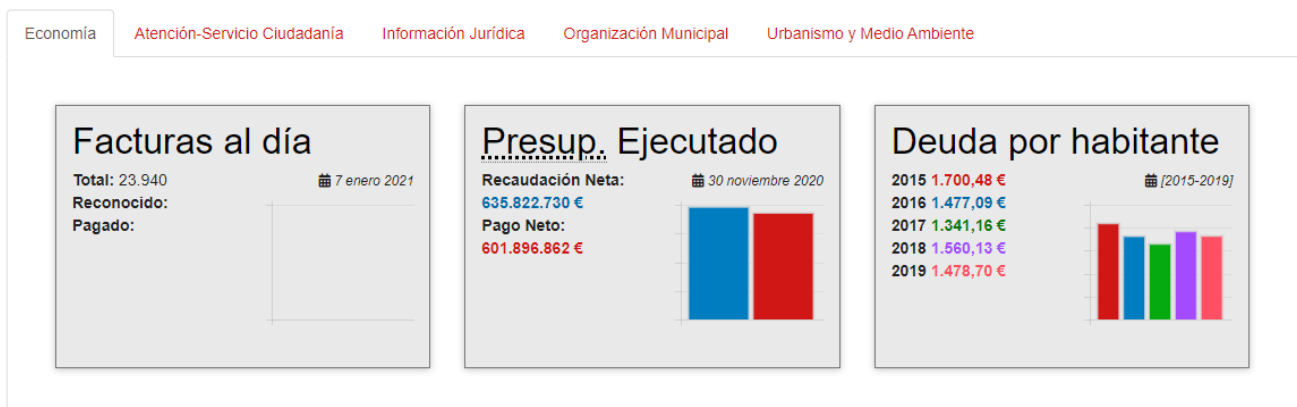 Economía Atención-Servicio Ciudadanía Información Jurídica Organización Municipal Urbanismo y Medio Ambiente
Facturas al día
Total: 23.940 7 enero 2021
Reconocido:
Pagado:
Presup. Ejecutado
Recaudación Neta: 30 noviembre 2020
635.822.730 €
Pago Neto:
601.896.862 €
Deuda por habitante
2015 1.700,48 € [2015-2019]
2016 1.477,09 €
2017 1.341,16 €
2018 1.560,13 €
2019 1.478,70 €